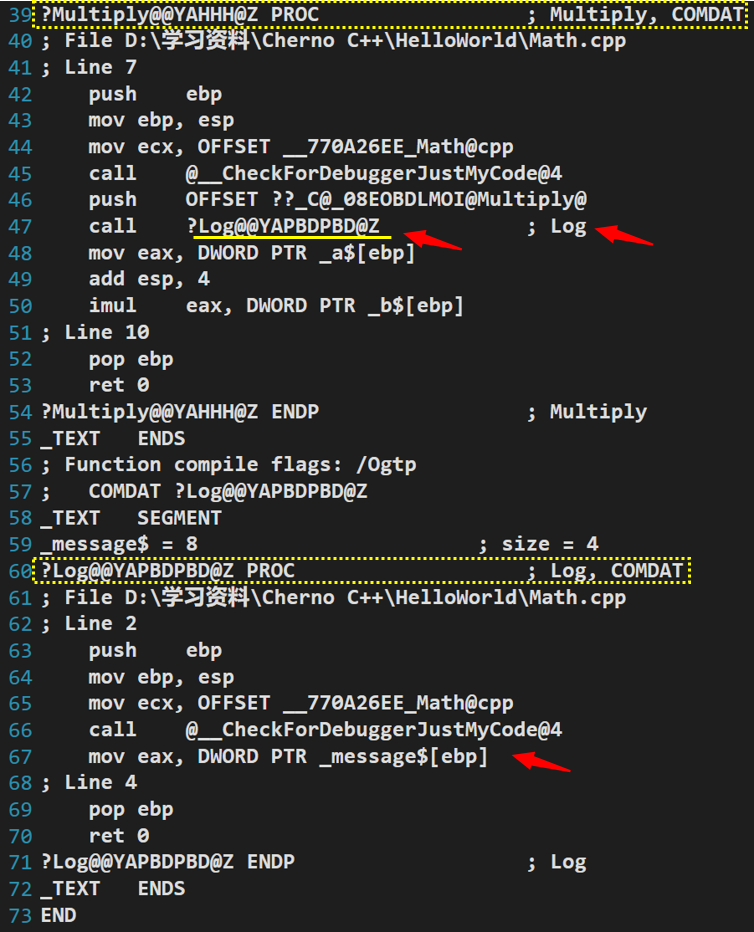 39 ?Multiply@@YAHHH@Z PROC ; Multiply, COMDAT
40 ; File D:\学习资料\Cherno C++\HelloWorld\Math.cpp
41 ; Line 7
42 push ebp
43 mov ebp, esp
44 mov ecx, OFFSET __770A26EE_Math@cpp
45 call @__CheckForDebuggerJustMyCode@4
46 push OFFSET ??_C@_08EOBDLMOI@Multiply@
47 call ?Log@@YAPBDPBD@Z ; Log
48 mov eax, DWORD PTR _a$[ebp]
49 add esp, 4
50 imul eax, DWORD PTR _b$[ebp]
51 ; Line 10
52 pop ebp
53 ret 0
54 ?Multiply@@YAHHH@Z ENDP ; Multiply
55 _TEXT ENDS
56 ; Function compile flags: /Ogtp
57 ; COMDAT ?Log@@YAPBDPBD@Z
58 _TEXT SEGMENT
59 _message$ = 8 ; size = 4
60 ?Log@@YAPBDPBD@Z PROC ; Log, COMDAT
61 ; File D:\学习资料\Cherno C++\HelloWorld\Math.cpp
62 ; Line 2
63 push ebp
64 mov ebp, esp
65 mov ecx, OFFSET __770A26EE_Math@cpp
66 call @__CheckForDebuggerJustMyCode@4
67 mov eax, DWORD PTR _message$[ebp]
68 ; Line 4
69 pop ebp
70 ret 0
71 ?Log@@YAPBDPBD@Z ENDP ; Log
72 _TEXT ENDS
73 END